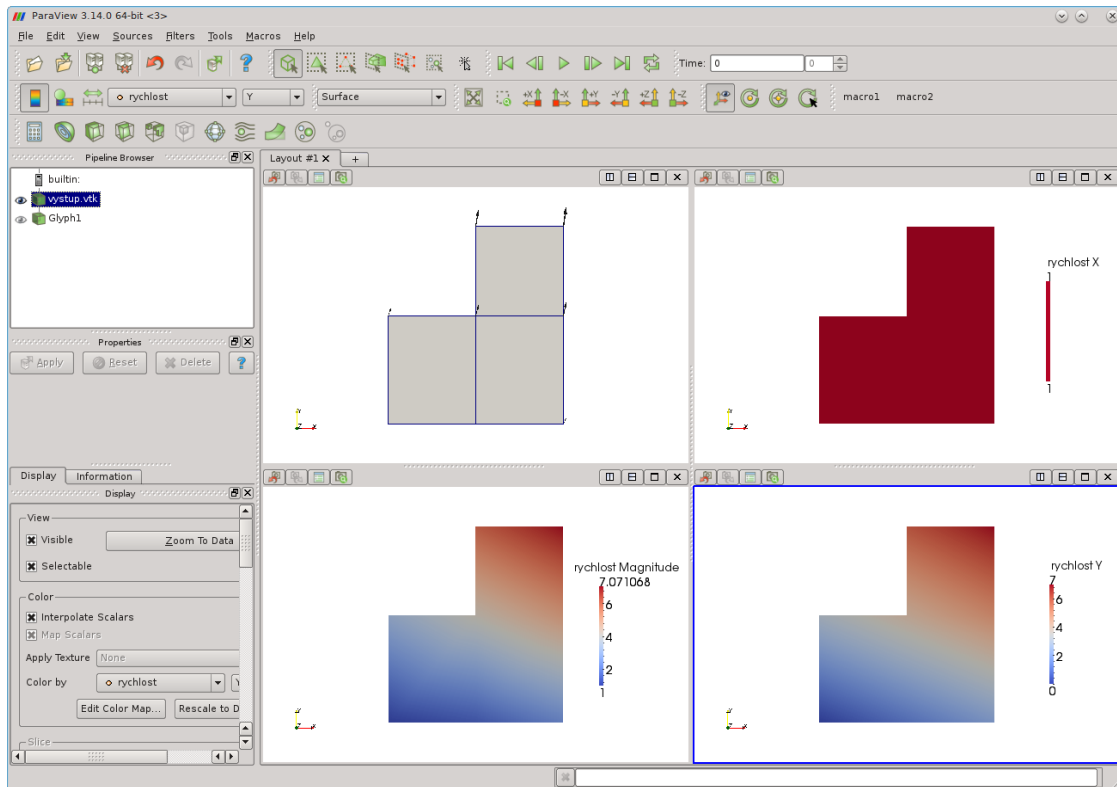 ParaView 3.14.0 64-bit <3>
File Edit View Sources Filters Tools Macros Help
Time: 0 0
rychlost Y Surface +X -X +Y -Y +Z -Z macro1 macro2
Pipeline Browser
builtin:
vystup.vtk
Glyph1
Properties
Apply Reset Delete ?
Display Information
Display
View
Visible Zoom To Data
Selectable
Color
Interpolate Scalars
Map Scalars
Apply Texture None
Color by rychlost Y
Edit Color Map... Rescale to D
Slice
Layout #1 +
Y
Z X
rychlost X
1
1
Y
Z X
rychlost Magnitude
7.071068
6
4
2
1
Y
Z X
rychlost Y
7
6
4
2
0
Y
Z X